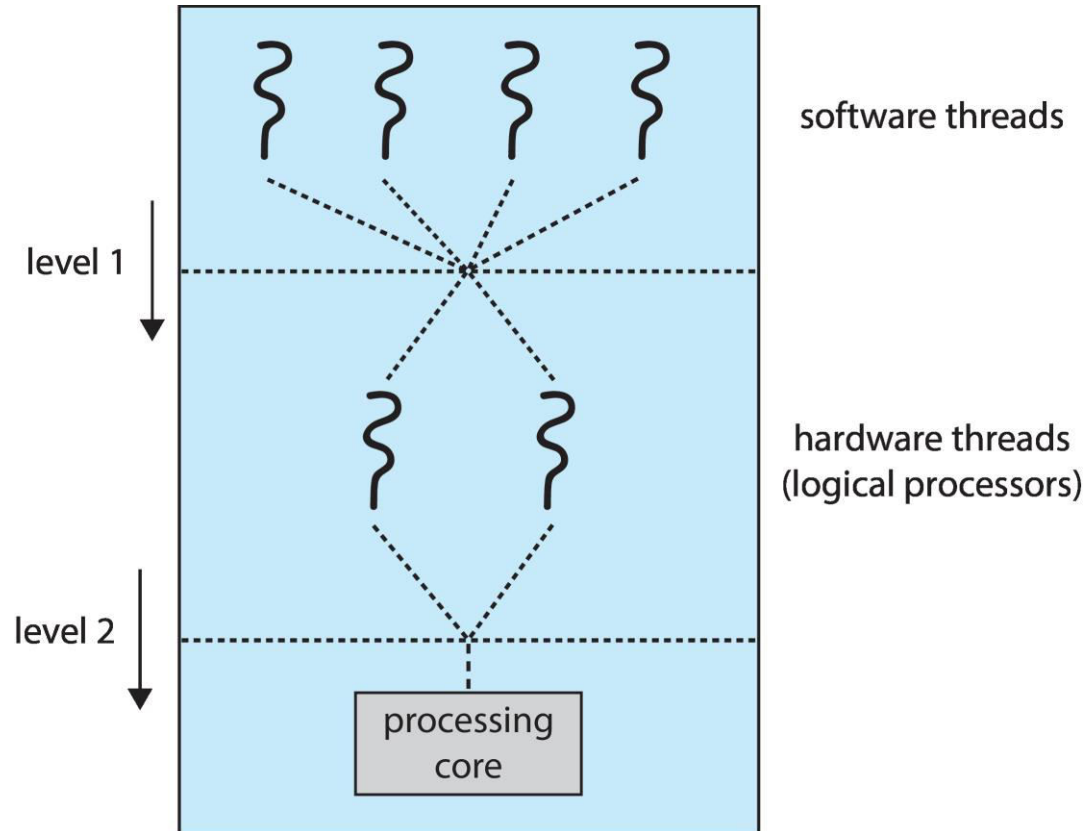 software threads
level 1
hardware threads
(logical processors)
level 2
processing
core